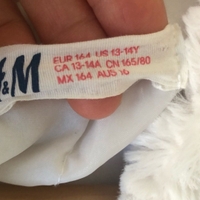 H&M
EUR 164 US 13-14Y
CA 13-14A CN 165/80
MX 164 AUS 16